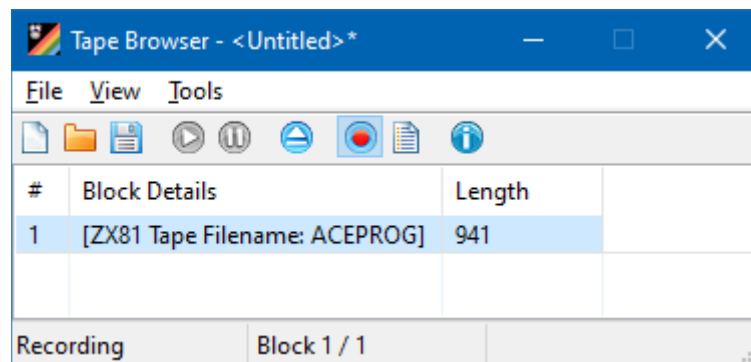 Tape Browser - <Untitled>*
File View Tools
# Block Details Length
1 [ZX81 Tape Filename: ACEPROG] 941
Recording Block 1 / 1